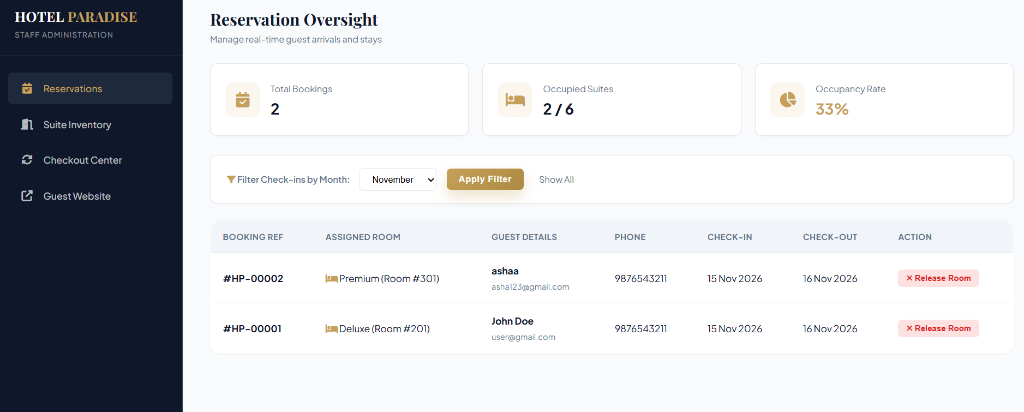 HOTEL PARADISE
STAFF ADMINISTRATION
Reservations
Suite Inventory
Checkout Center
Guest Website
Reservation Oversight
Manage real-time guest arrivals and stays
Total Bookings
2
Occupied Suites
2 / 6
Occupancy Rate
33%
Filter Check-ins by Month: November Apply Filter Show All
BOOKING REF ASSIGNED ROOM GUEST DETAILS PHONE CHECK-IN CHECK-OUT ACTION
#HP-00002 Premium (Room #301) ashaa 9876543211 15 Nov 2026 16 Nov 2026 × Release Room
asha123@gmail.com
#HP-00001 Deluxe (Room #201) John Doe 9876543211 15 Nov 2026 16 Nov 2026 × Release Room
user@gmail.com